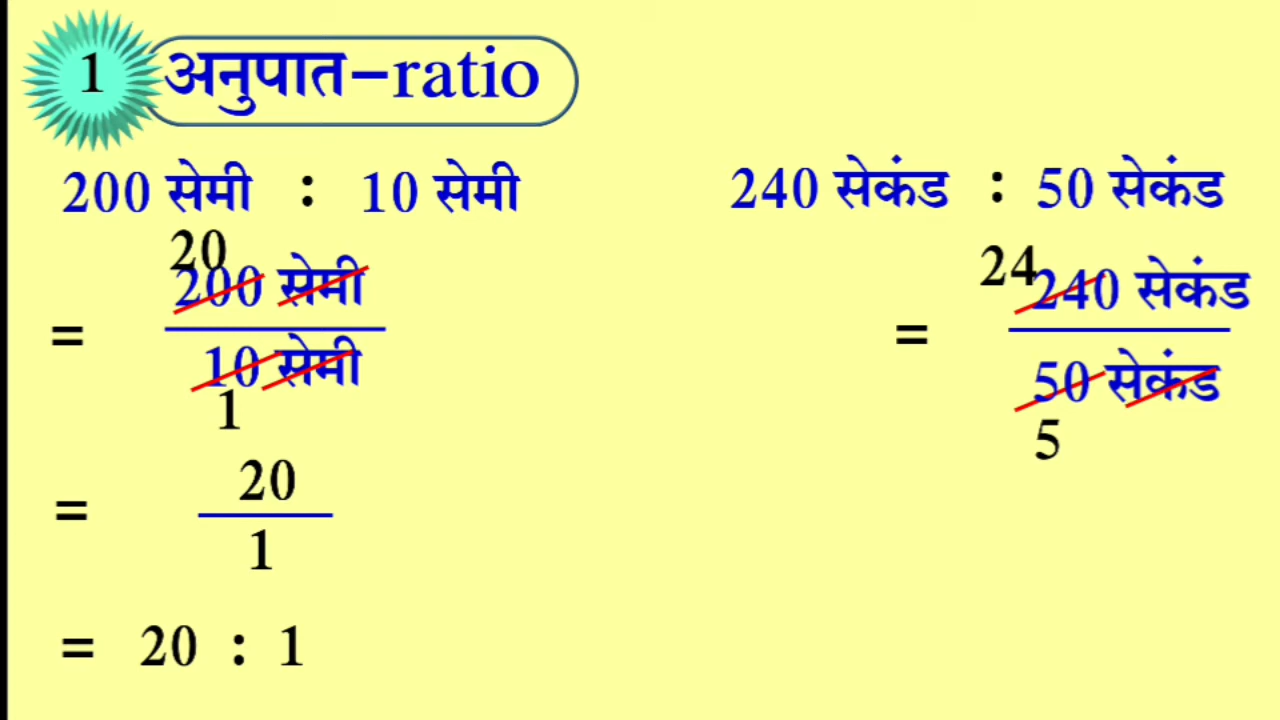 1 अनुपात-ratio
200 सेमी : 10 सेमी
20
200 सेमी
=
10 सेमी
1
=
20
1
= 20 : 1
240 सेकंड : 50 सेकंड
24
240 सेकंड
=
50 सेकंड
5